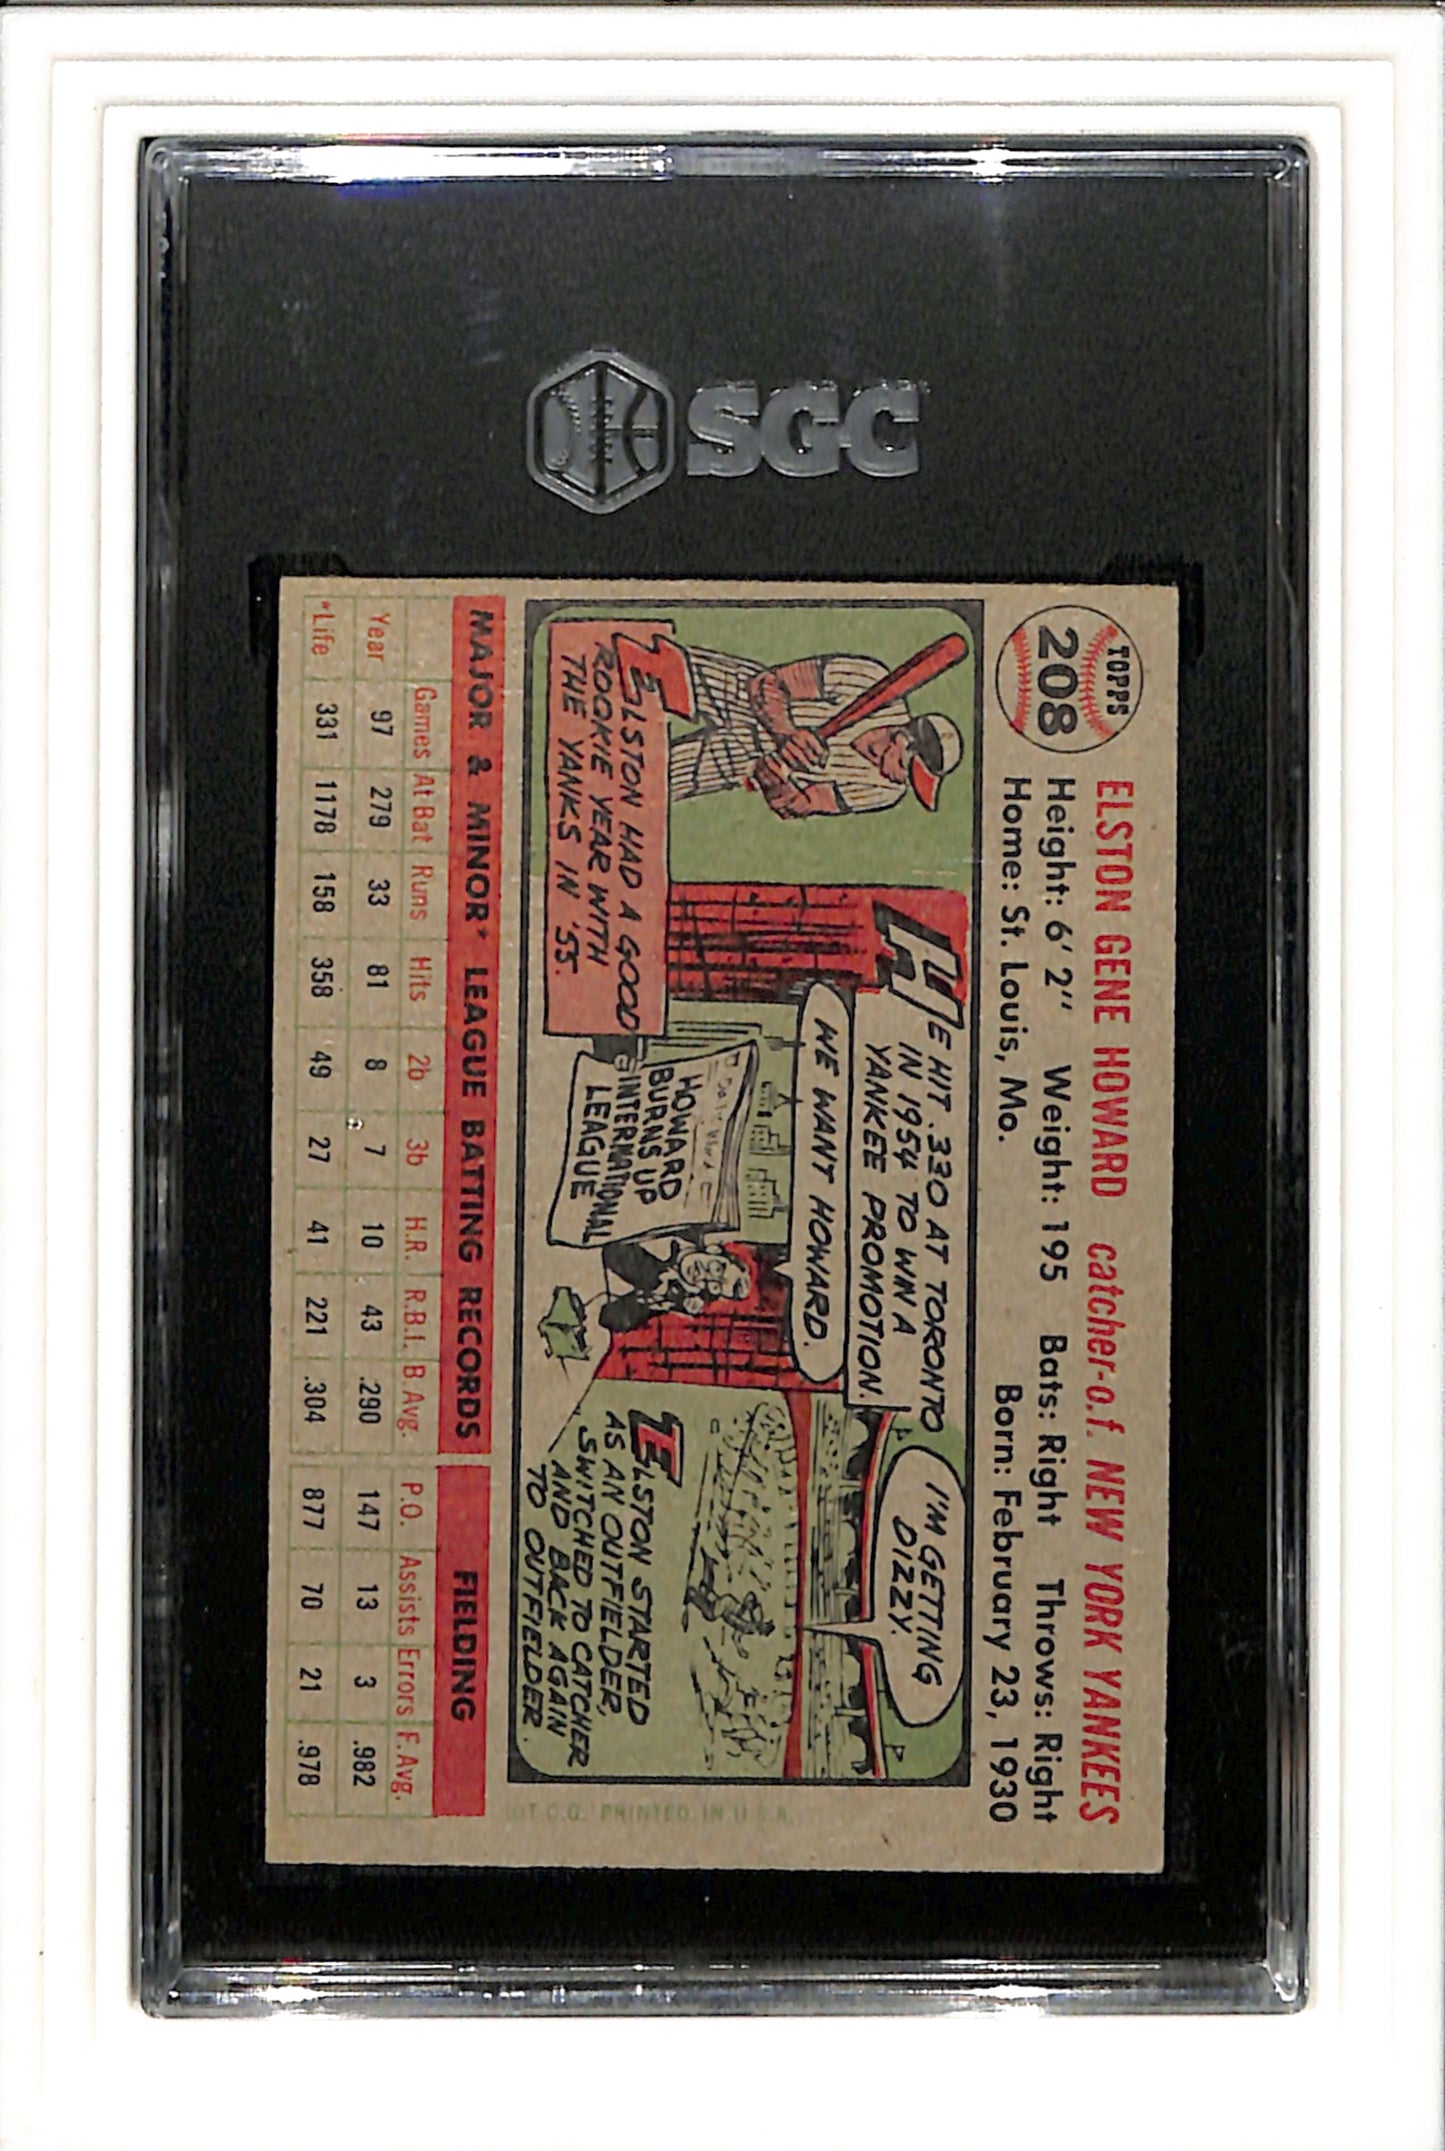 SGC
TOPPS
208
ELSTON GENE HOWARD catcher-o.f. NEW YORK YANKEES
Height: 6' 2" Weight: 195 Bats: Right Throws: Right
Home: St. Louis, Mo. Born: February 23, 1930
ELSTON HAD A GOOD
ROOKIE YEAR WITH
THE YANKS IN '55.
HE HIT .330 AT TORONTO
IN 1954 TO WIN A
YANKEE PROMOTION.
WE WANT HOWARD.
HOWARD
BURNS UP
INTERNATIONAL
LEAGUE
I'M GETTING
DIZZY.
ELSTON STARTED
AS AN OUTFIELDER,
SWITCHED TO CATCHER
AND BACK AGAIN
TO OUTFIELDER.
T.C.G. PRINTED IN U.S.A.
MAJOR & MINOR* LEAGUE BATTING RECORDS FIELDING
Games At Bat Runs Hits 2b 3b H.R. R.B.I. B.Avg. P.O. Assists Errors F.Avg.
Year 97 279 33 81 8 7 10 43 .290 147 13 3 .982
*Life 331 1178 158 358 49 27 41 221 .304 877 70 21 .978